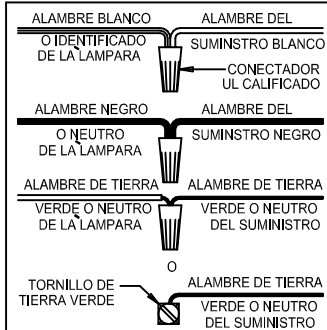 ALAMBRE BLANCO
ALAMBRE DEL
O IDENTIFICADO
DE LA LAMPARA
SUMINSTRO BLANCO
CONECTADOR
UL CALIFICADO
ALAMBRE NEGRO
ALAMBRE DEL
O NEUTRO
DE LA LAMPARA
SUMINSTRO NEGRO
ALAMBRE DE TIERRA
ALAMBRE DE TIERRA
VERDE O NEUTRO
DE LA LAMPARA
VERDE O NEUTRO
DEL SUMINISTRO
O
TORNILLO DE
TIERRA VERDE
ALAMBRE DE TIERRA
VERDE O NEUTRO
DEL SUMINISTRO